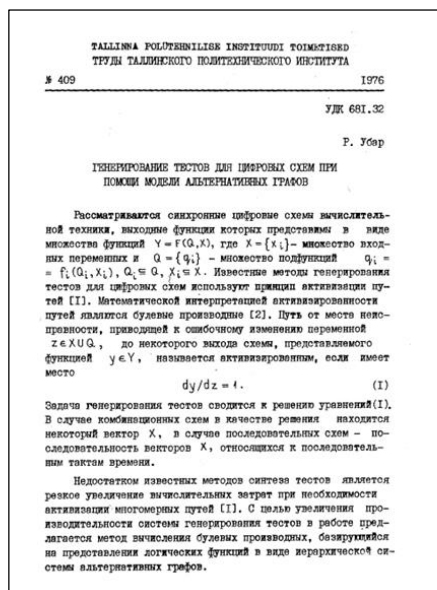 TALLINNA POLÜTEHNILISE INSTITUUDI TOIMETISED
ТРУДЫ ТАЛЛИНСКОГО ПОЛИТЕХНИЧЕСКОГО ИНСТИТУТА
№ 409 1976
УДК 681.32
Р. Убар
ГЕНЕРИРОВАНИЕ ТЕСТОВ ДЛЯ ЦИФРОВЫХ СХЕМ ПРИ
ПОМОЩИ МОДЕЛИ АЛЬТЕРНАТИВНЫХ ГРАФОВ
Рассматриваются синхронные цифровые схемы вычислитель-
ной техники, выходные функции которых представимы в виде
множества функций Y = F(Q,X), где X = {xᵢ} - множество вход-
ных переменных и Q = {qᵢ} - множество подфункций qᵢ =
= fᵢ(Qᵢ,Xᵢ), Qᵢ ⊆ Q, Xᵢ ⊆ X. Известные методы генерирования
тестов для цифровых схем используют принцип активизации пу-
тей [I]. Математической интерпретацией активизированности
путей являются булевые производные [2]. Путь от места неис-
правности, приводящей к ошибочному изменению переменной
z ∈ X∪Q, до некоторого выхода схемы, представляемого
функцией y ∈ Y, называется активизированным, если имеет
место
dy/dz = 1. (I)
Задача генерирования тестов сводится к решению уравнений(I).
В случае комбинационных схем в качестве решения находится
некоторый вектор X, в случае последовательных схем - по-
следовательность векторов X, относящихся к последователь-
ным тактам времени.
Недостатком известных методов синтеза тестов является
резкое увеличение вычислительных затрат при необходимости
активизации многомерных путей [I]. С целью увеличения про-
изводительности системы генерирования тестов в работе пред-
лагается метод вычисления булевых производных, базирующийся
на представлении логических функций в виде иерархической си-
стемы альтернативных графов.